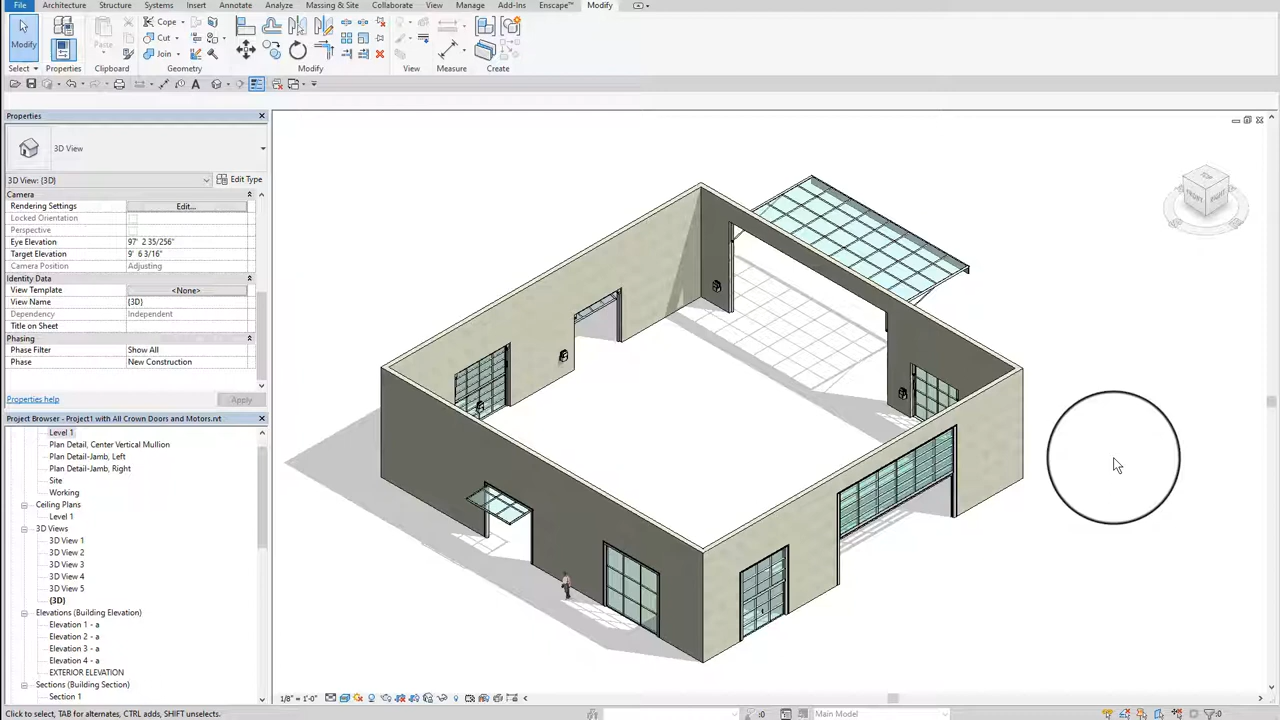 File Architecture Structure Systems Insert Annotate Analyze Massing & Site Collaborate View Manage Add-Ins Enscape™ Modify
Modify Paste Cope
Cut
Join
Select Properties Clipboard Geometry Modify View Measure Create
A
Properties
3D View
3D View: {3D} Edit Type
Camera
Rendering Settings Edit...
Locked Orientation
Perspective
Eye Elevation 97' 2 35/256"
Target Elevation 9' 6 3/16"
Camera Position Adjusting
Identity Data
View Template <None>
View Name {3D}
Dependency Independent
Title on Sheet
Phasing
Phase Filter Show All
Phase New Construction
Properties help Apply
Project Browser - Project1 with All Crown Doors and Motors.rvt
Level 1
Plan Detail, Center Vertical Mullion
Plan Detail-Jamb, Left
Plan Detail-Jamb, Right
Site
Working
Ceiling Plans
Level 1
3D Views
3D View 1
3D View 2
3D View 3
3D View 4
3D View 5
{3D}
Elevations (Building Elevation)
Elevation 1 - a
Elevation 2 - a
Elevation 3 - a
Elevation 4 - a
EXTERIOR ELEVATION
Sections (Building Section)
Section 1
TOP
FRONT RIGHT
1/8" = 1'-0"
Click to select, TAB for alternates, CTRL adds, SHIFT unselects. :0 Main Model :0